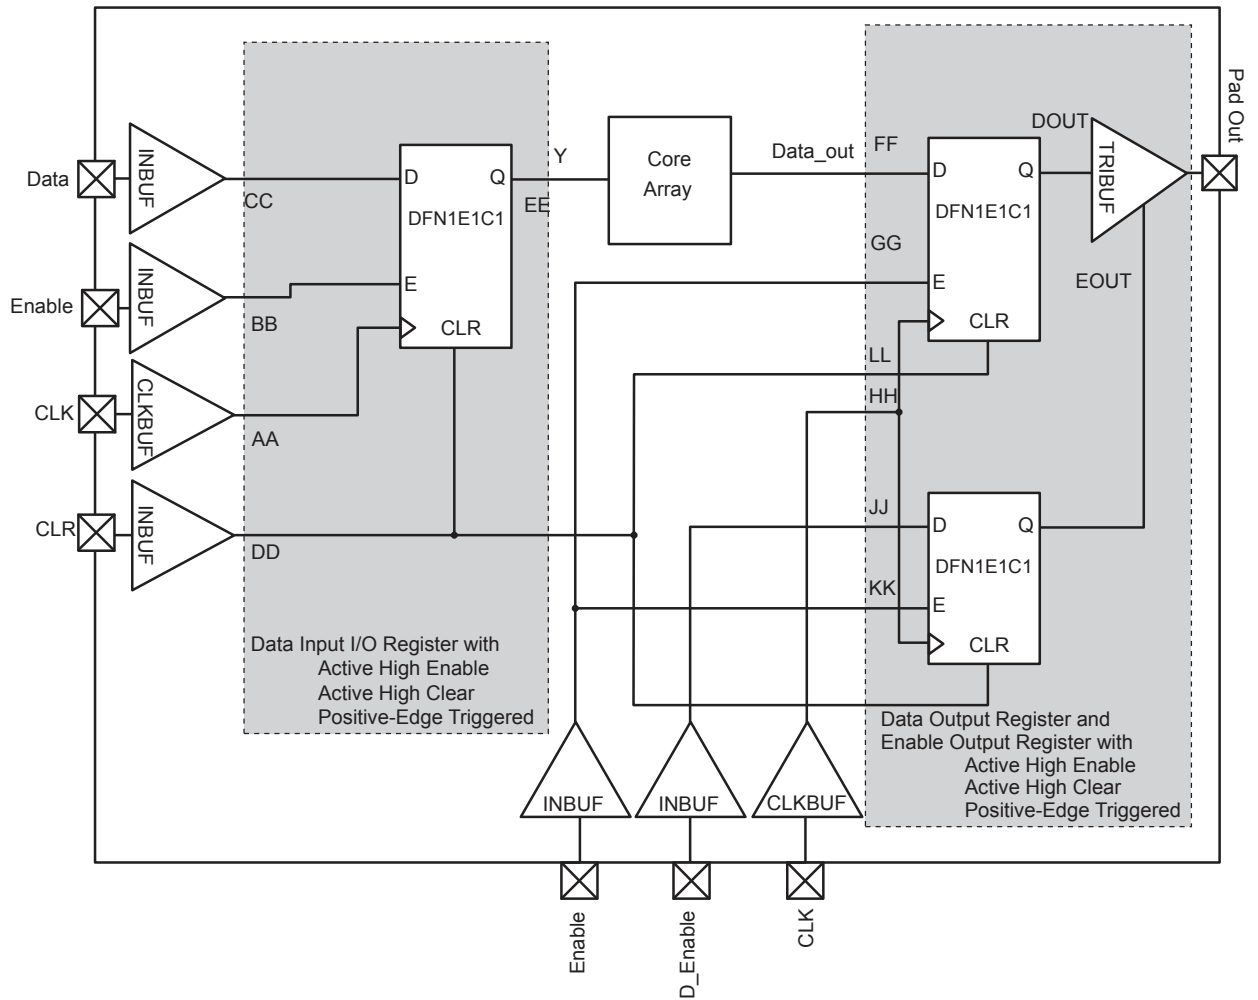 Pad Out
DOUT
INBUF
Y
Core
Array
Data_out
FF
TRIBUF
Data
CC
D
Q
EE
D
Q
DFN1E1C1
DFN1E1C1
GG
INBUF
E
E
EOUT
Enable
BB
CLR
CLR
LL
CLKBUF
HH
CLK
AA
INBUF
JJ
D
Q
CLR
DD
DFN1E1C1
KK
E
CLR
Data Input I/O Register with
Active High Enable
Active High Clear
Positive-Edge Triggered
Data Output Register and
Enable Output Register with
Active High Enable
Active High Clear
Positive-Edge Triggered
INBUF
INBUF
CLKBUF
Enable
D_Enable
CLK